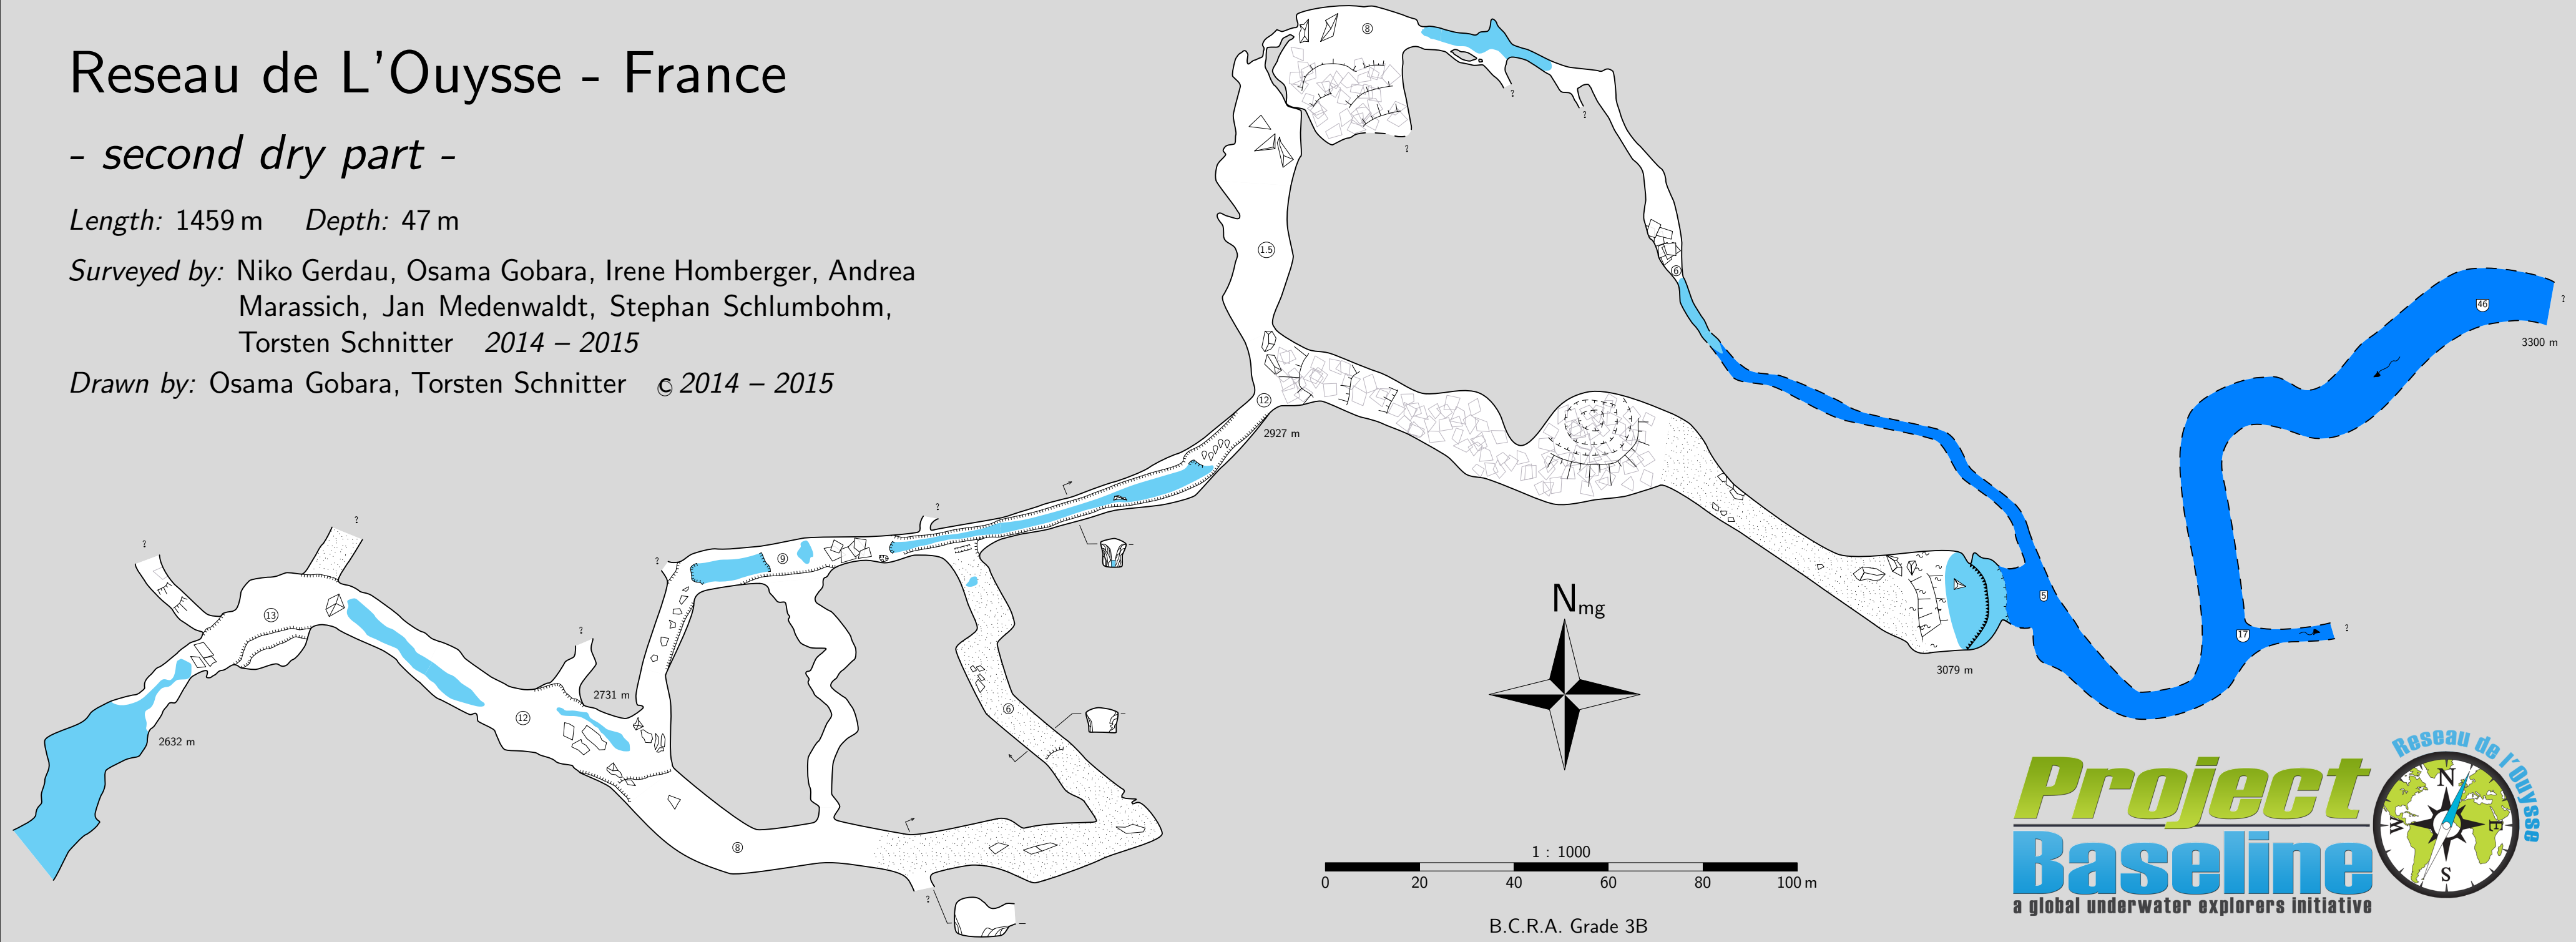 Reseau de L'Ouysse - France
- second dry part -
Length: 1459 m Depth: 47 m
Surveyed by: Niko Gerdau, Osama Gobara, Irene Homberger, Andrea
Marassich, Jan Medenwaldt, Stephan Schlumbohm,
Torsten Schnitter 2014 – 2015
Drawn by: Osama Gobara, Torsten Schnitter © 2014 – 2015
8
?
?
?
1.5
6
46
?
3300 m
12
2927 m
?
?
?
?
9
13
?
2731 m
12
2632 m
6
8
?
5
17
?
3079 m
N mg
1 : 1000
0 20 40 60 80 100 m
B.C.R.A. Grade 3B
Project
Baseline
a global underwater explorers initiative
Reseau de l'Ouysse
N
W E
S